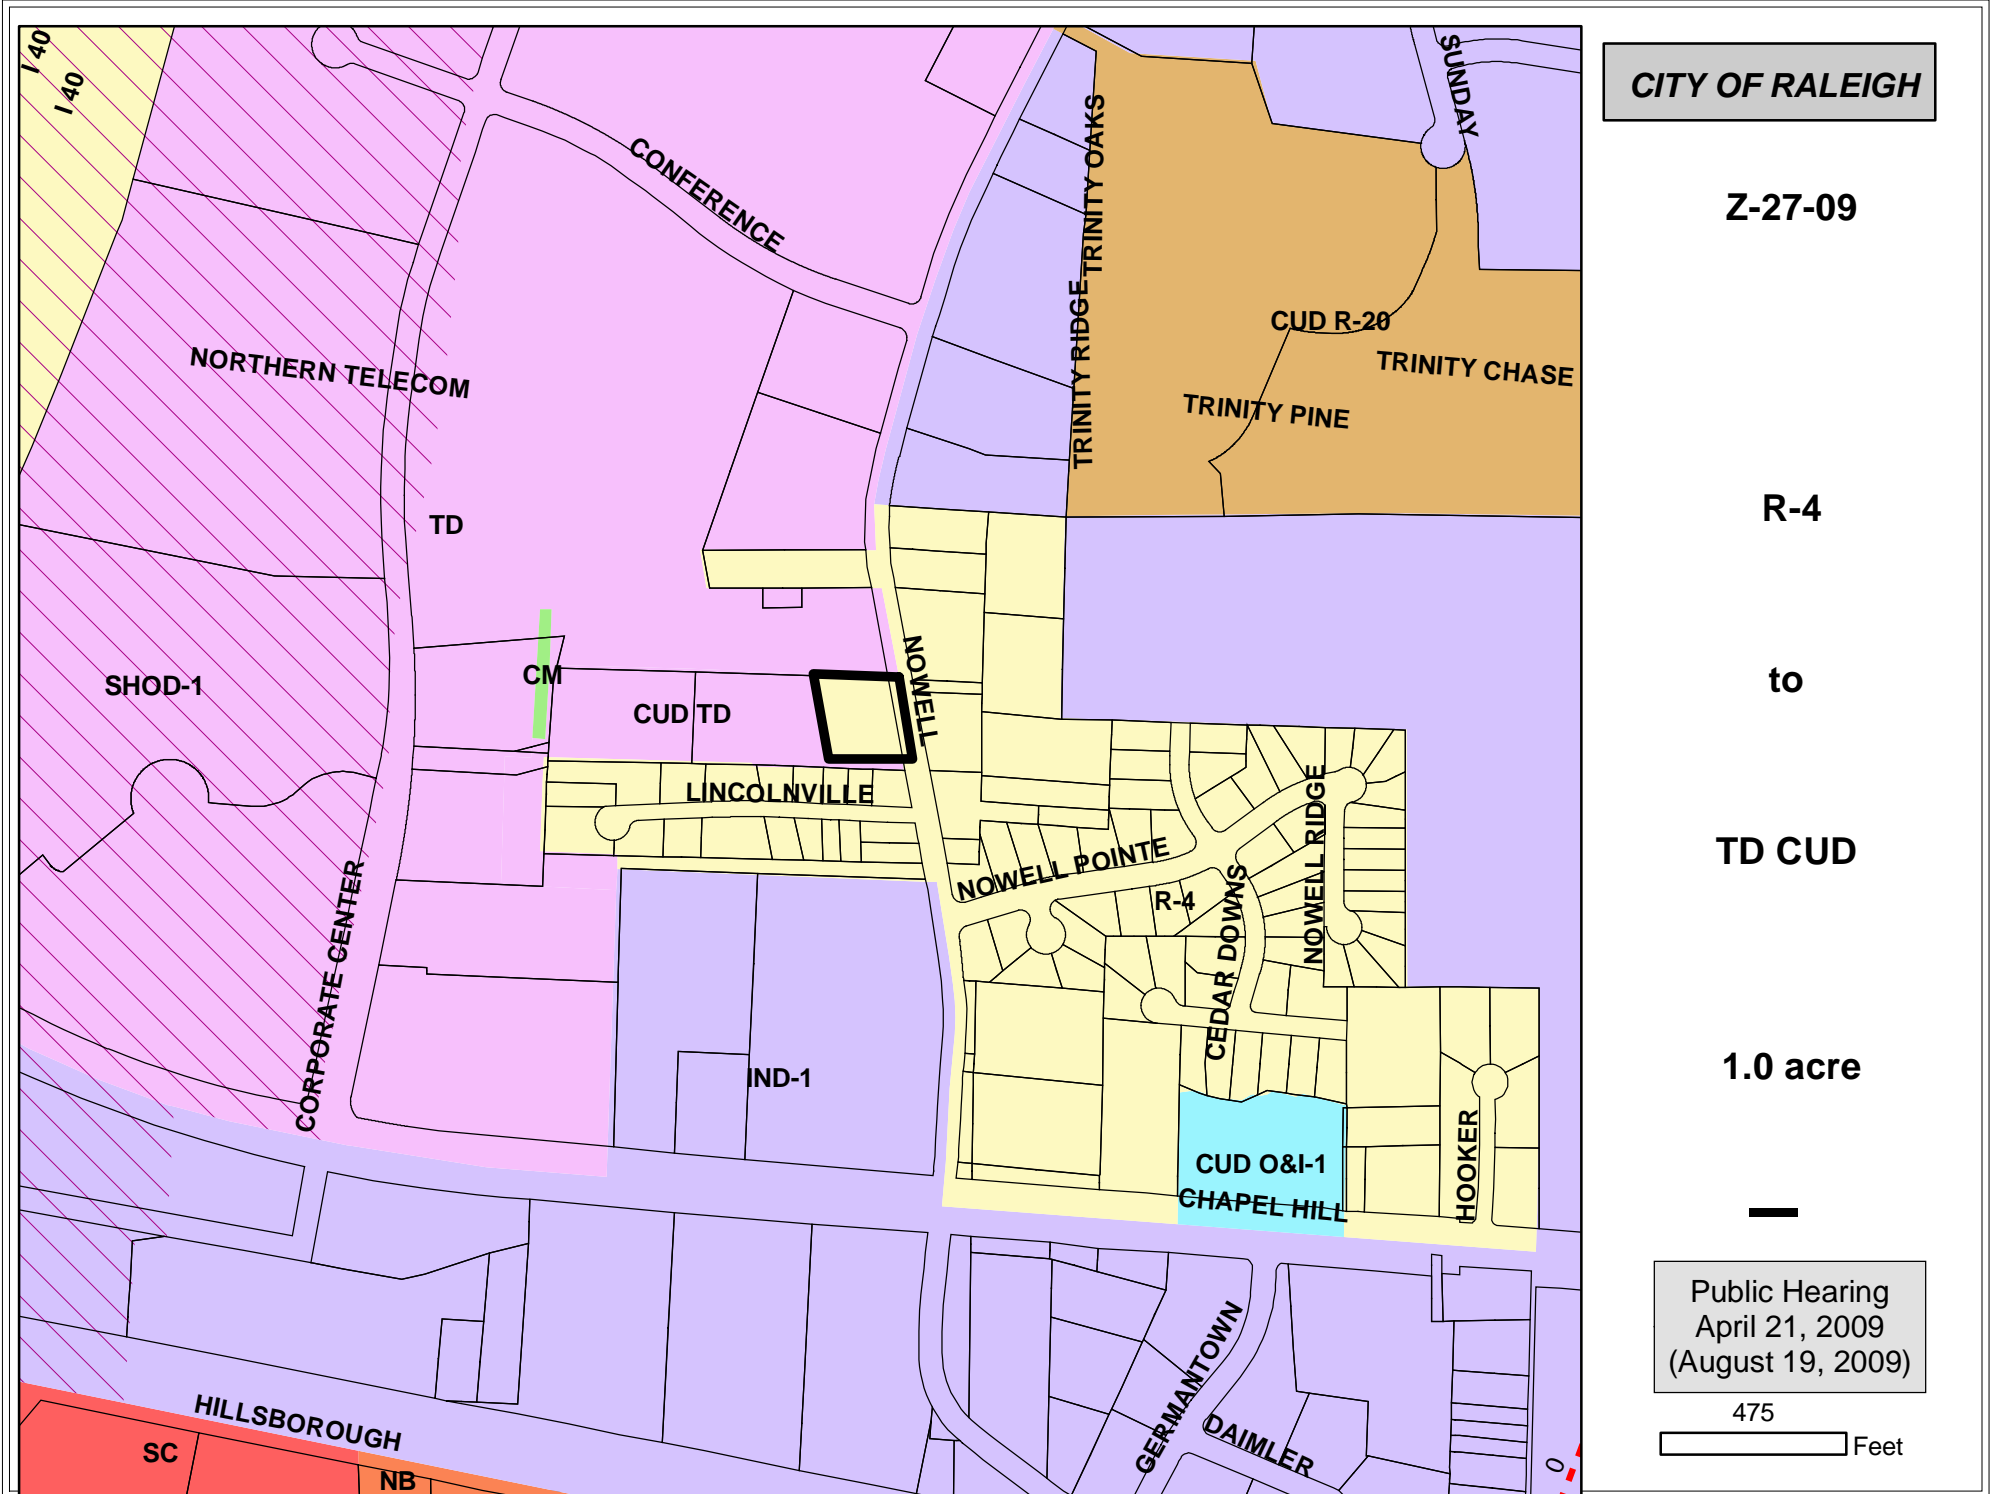 I 40
I 40
CONFERENCE
TRINITY OAKS
SUNDAY
TRINITY RIDGE
CUD R-20
TRINITY CHASE
TRINITY PINE
NORTHERN TELECOM
TD
SHOD-1
CM
CUD TD
NOWELL
LINCOLNVILLE
NOWELL POINTE
NOWELL RIDGE
R-4
CEDAR DOWNS
CORPORATE CENTER
IND-1
CUD O&I-1
CHAPEL HILL
HOOKER
GERMANTOWN
DAIMLER
HILLSBOROUGH
SC
NB
0
CITY OF RALEIGH
Z-27-09
R-4
to
TD CUD
1.0 acre
Public Hearing
April 21, 2009
(August 19, 2009)
475
Feet